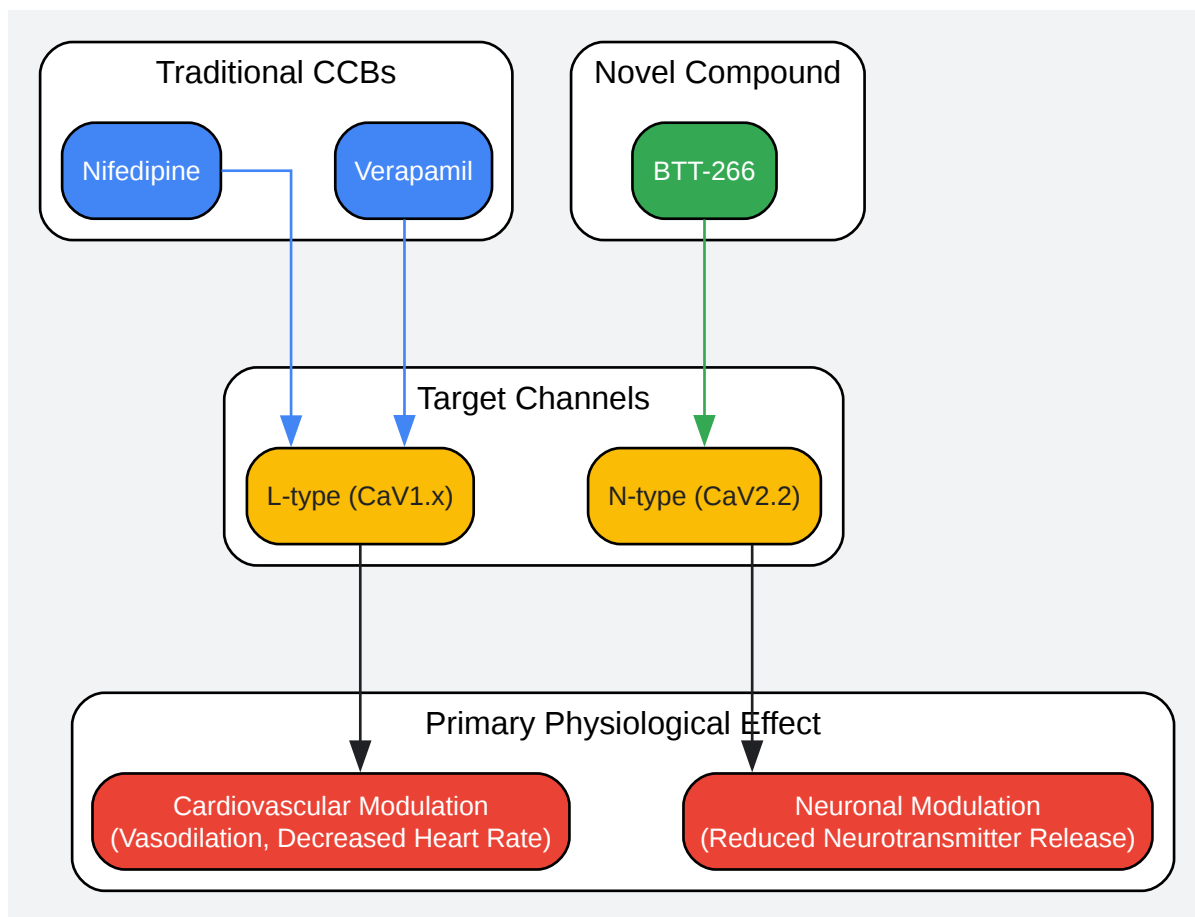 Traditional CCBs
Novel Compound
Nifedipine
Verapamil
BTT-266
Target Channels
L-type (CaV1.x)
N-type (CaV2.2)
Primary Physiological Effect
Cardiovascular Modulation
(Vasodilation, Decreased Heart Rate)
Neuronal Modulation
(Reduced Neurotransmitter Release)